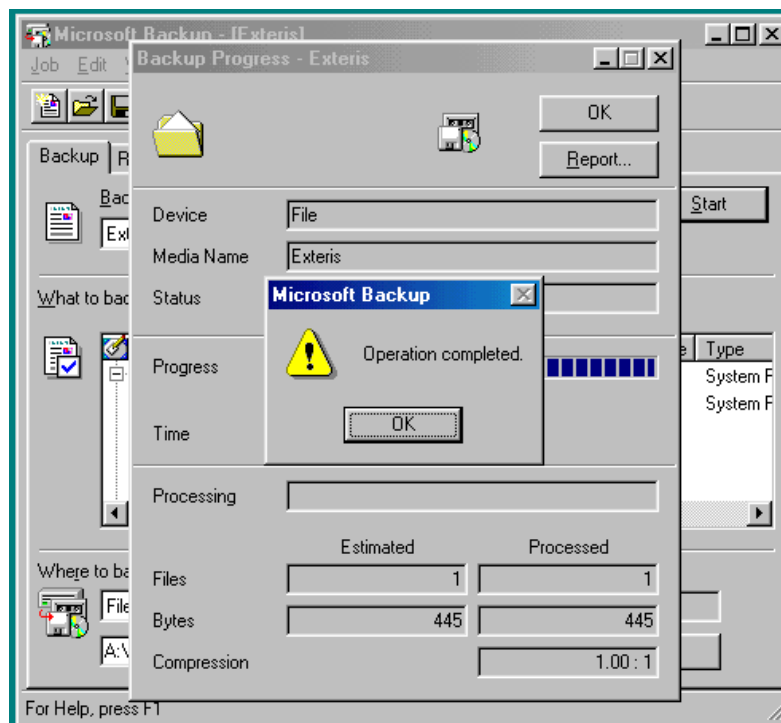 Microsoft Backup - [Exteris]
Job Edit
Backup Progress - Exteris
OK
Report...
Backup
Start
Device File
Media Name Exteris
What to
Status
Microsoft Backup
Operation completed.
OK
Progress
Time
Type
System
System
Processing
Estimated Processed
Files 1 1
Bytes 445 445
Compression 1.00 : 1
Where to
File
A:\
For Help, press F1